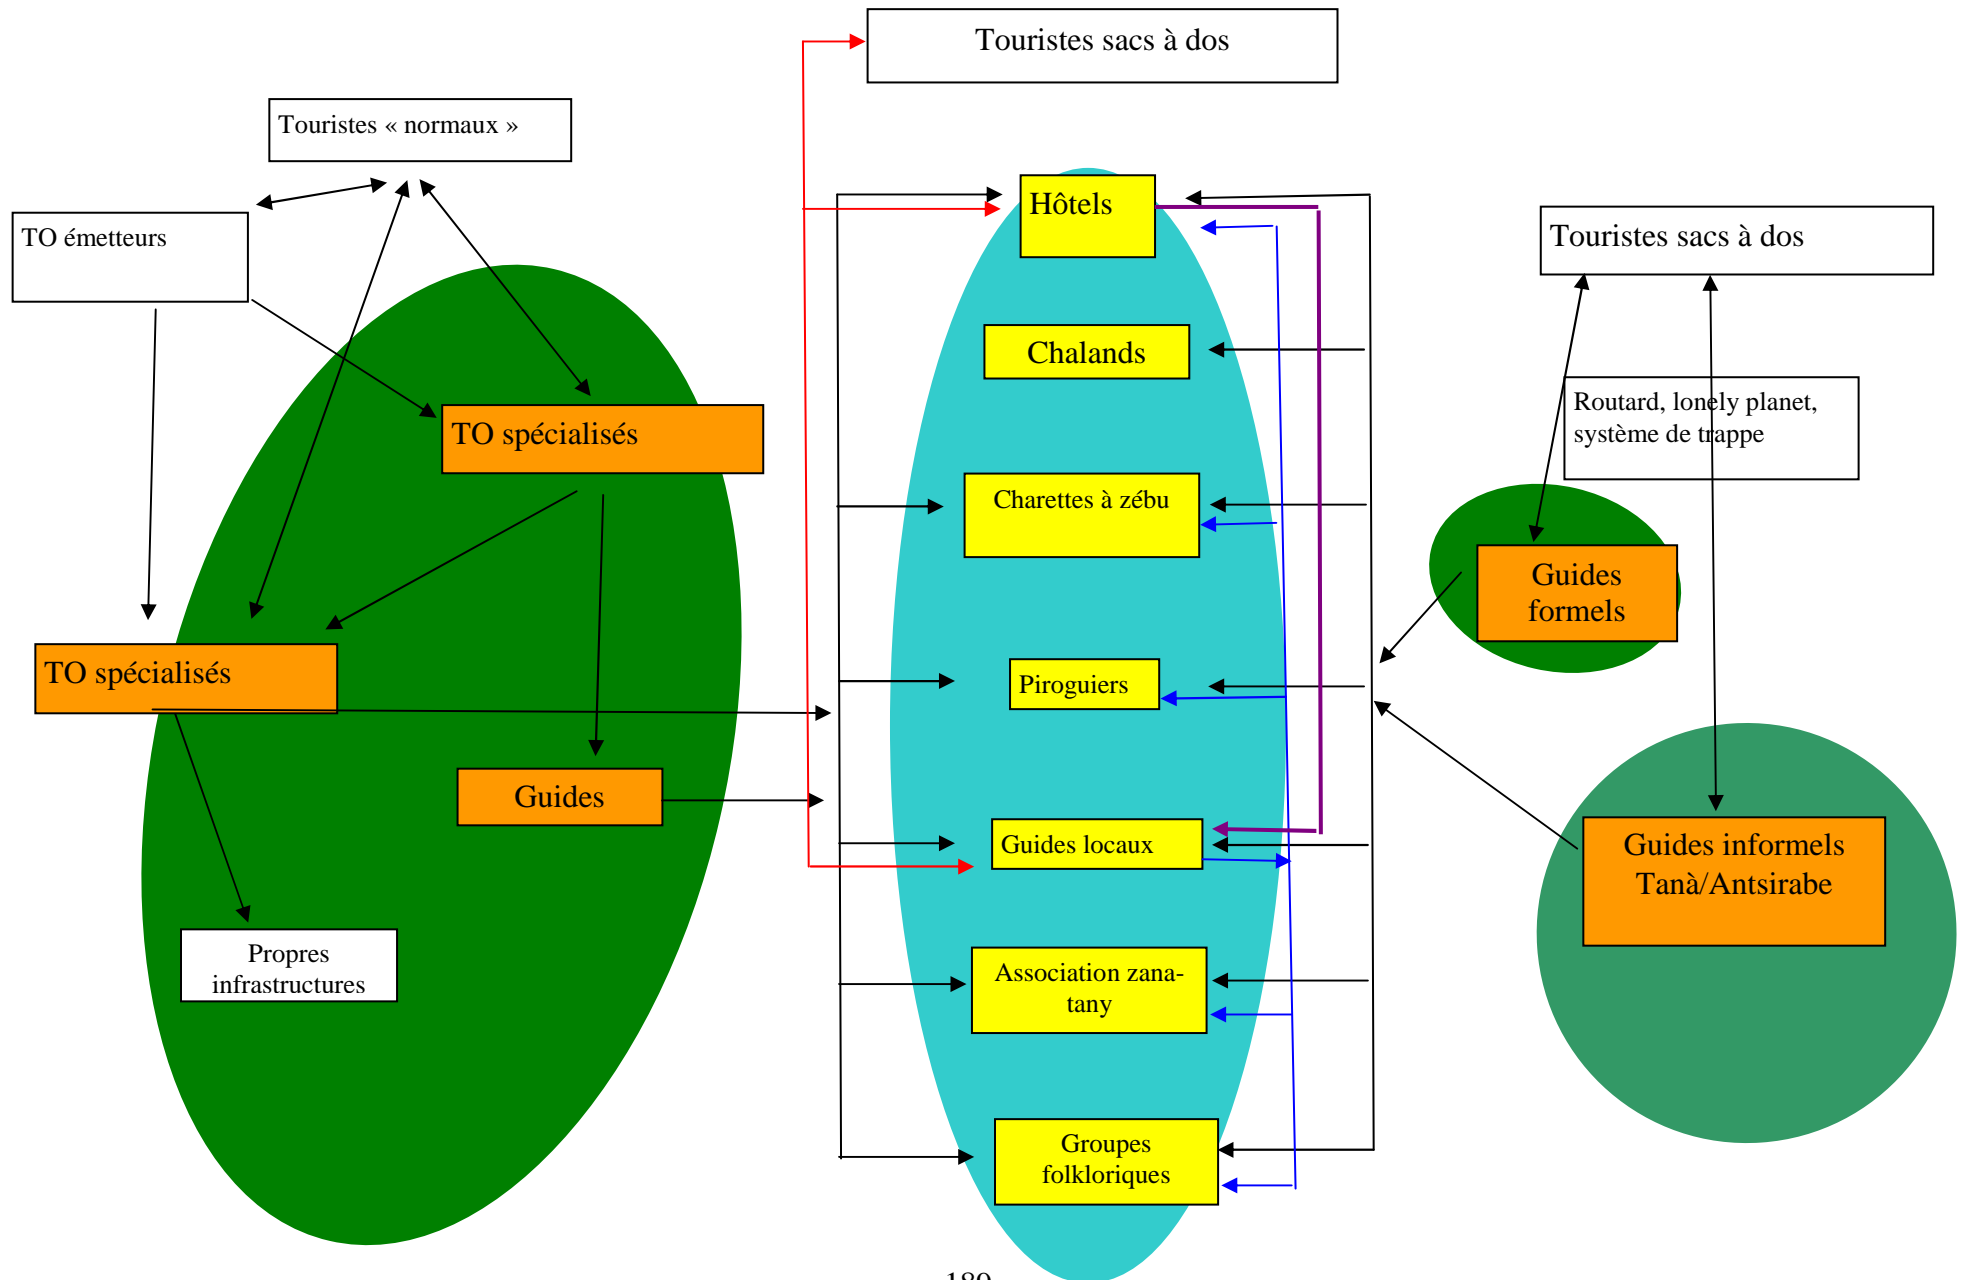 Touristes sacs à dos
Touristes « normaux »
TO émetteurs
Hôtels
Touristes sacs à dos
Chalands
Routard, lonely planet,
système de trappe
TO spécialisés
Charettes à zébu
Guides
formels
TO spécialisés
Piroguiers
Guides
Guides locaux
Guides informels
Tanà/Antsirabe
Propres
infrastructures
Association zana-
tany
Groupes
folkloriques